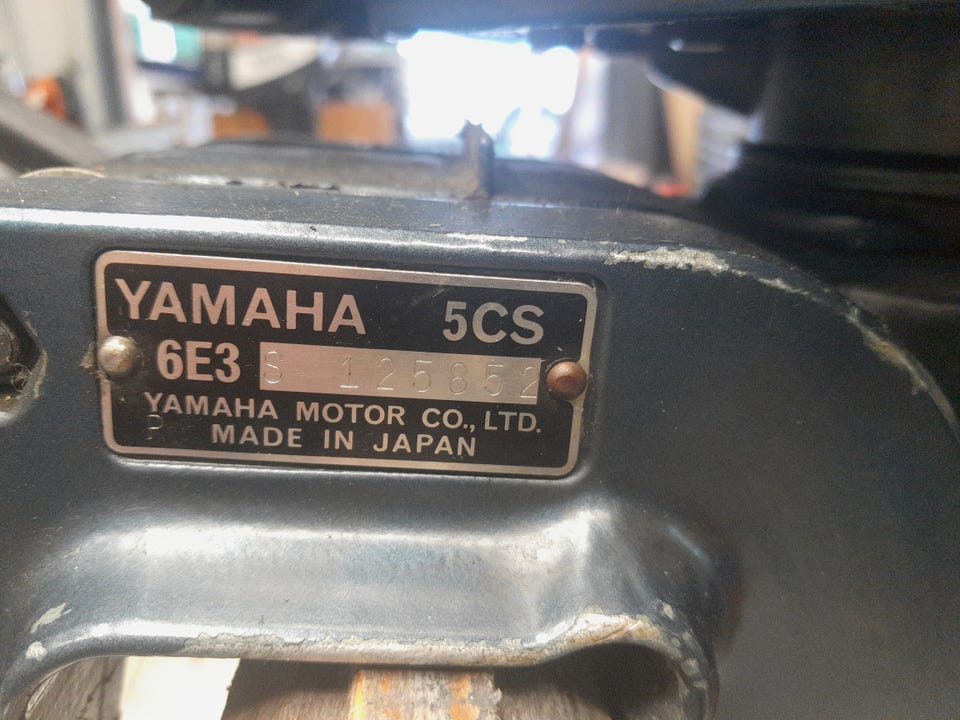 YAMAHA 5CS
6E3 S 125852
YAMAHA MOTOR CO., LTD.
P MADE IN JAPAN